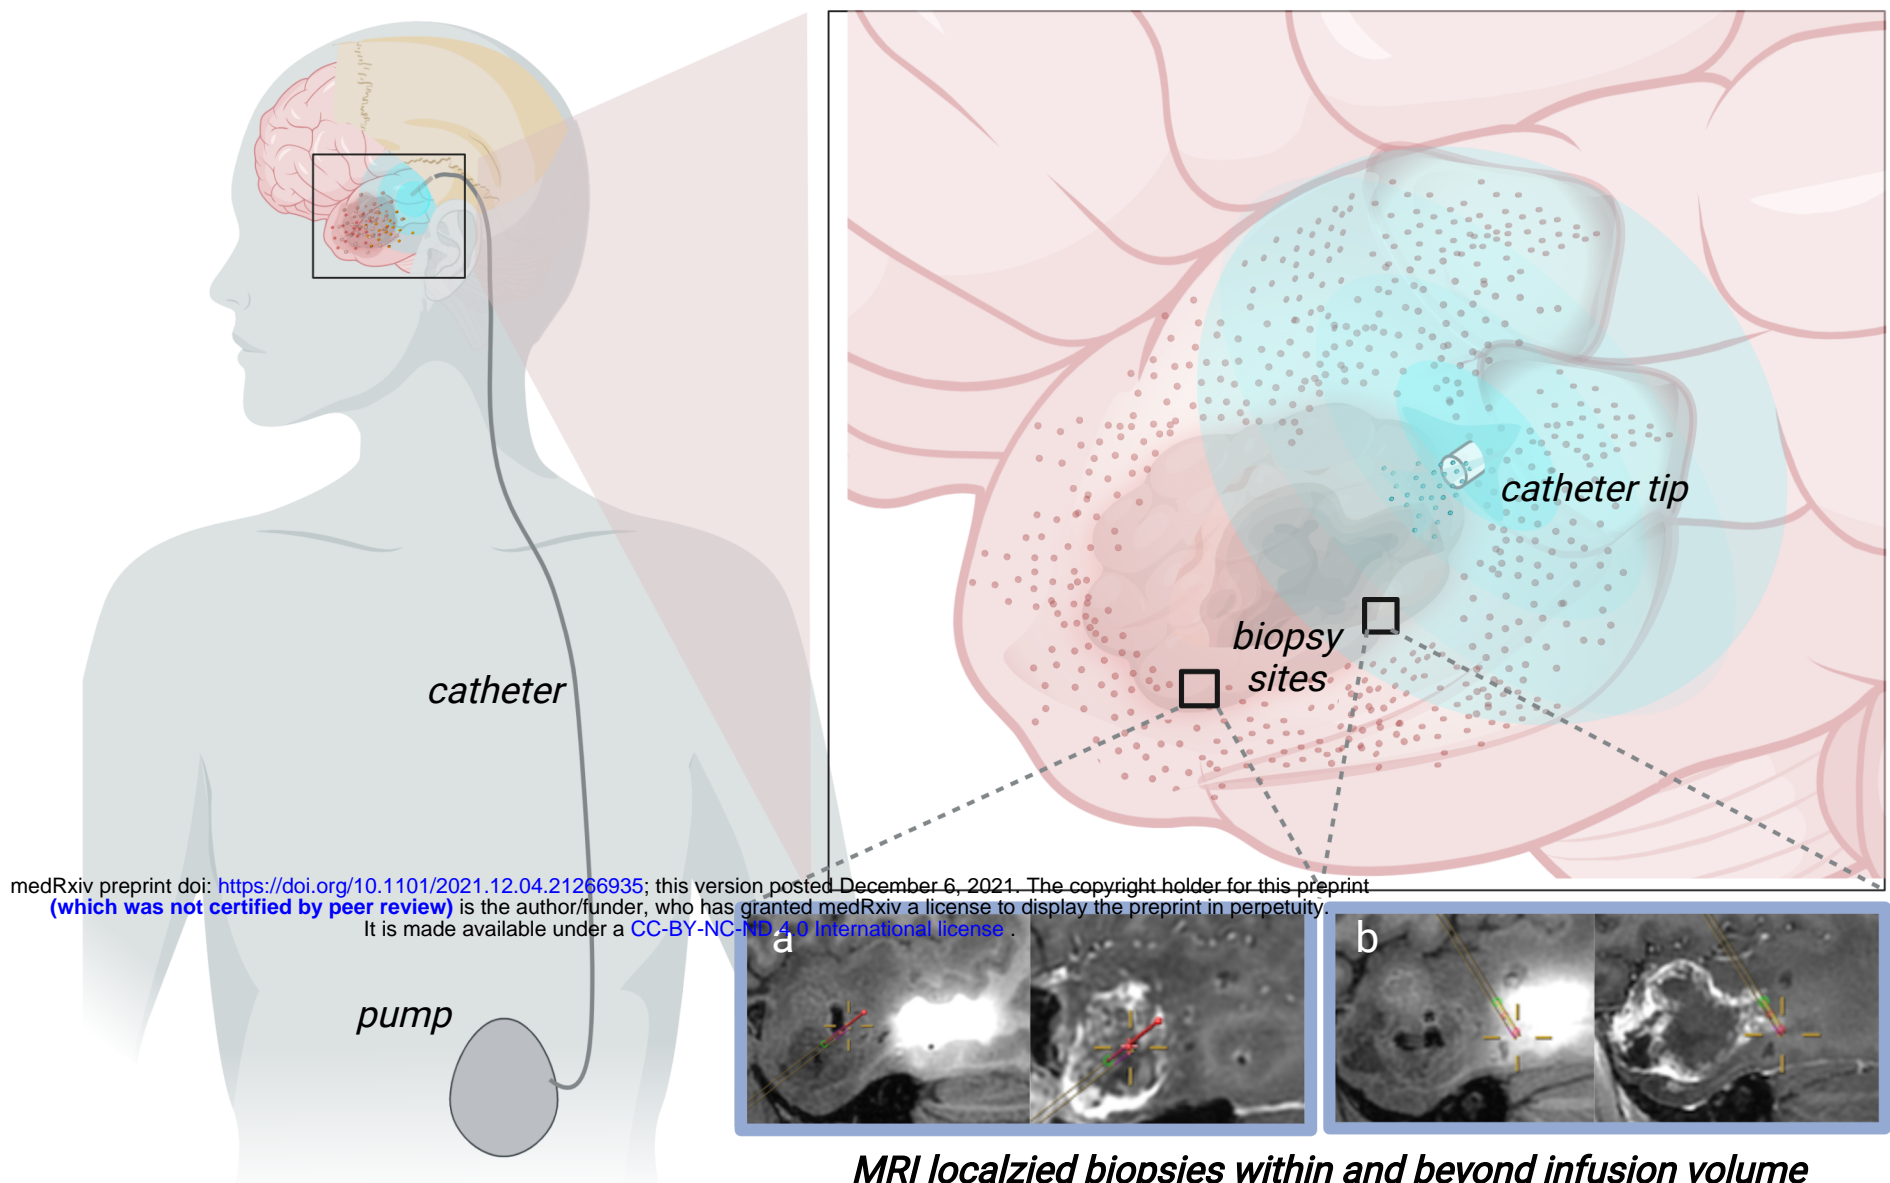 catheter tip
biopsy
sites
catheter
medRxiv preprint doi: https://doi.org/10.1101/2021.12.04.21266935; this version posted December 6, 2021. The copyright holder for this preprint
(which was not certified by peer review) is the author/funder, who has granted medRxiv a license to display the preprint in perpetuity.
It is made available under a CC-BY-NC-ND 4.0 International license .
a
b
pump
MRI localzied biopsies within and beyond infusion volume